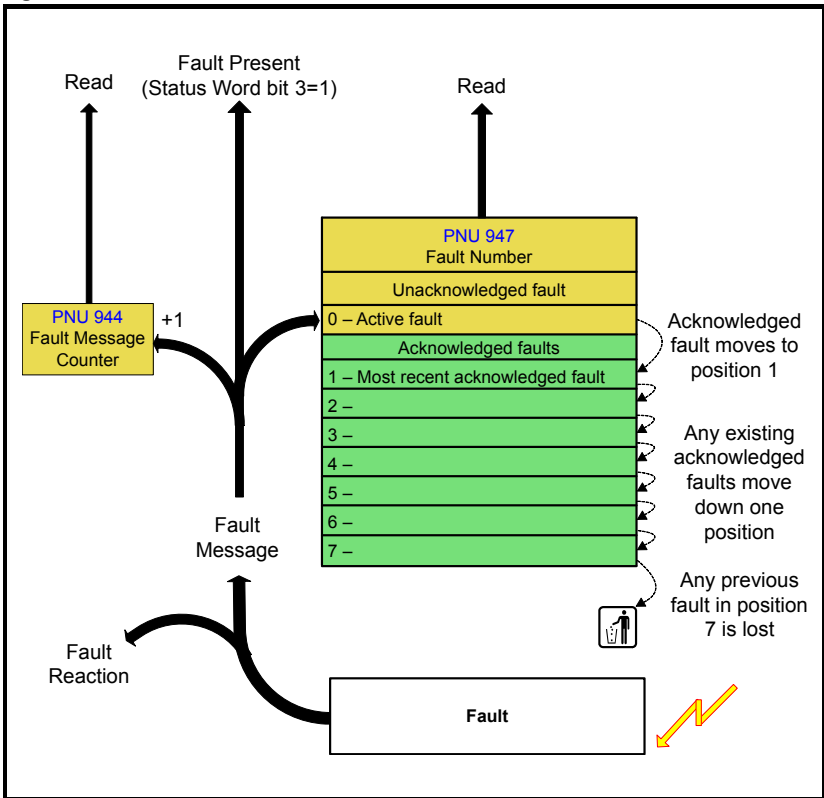 Fault Present
(Status Word bit 3=1)
Read
Read
PNU 947
Fault Number
Unacknowledged fault
0 – Active fault
Acknowledged faults
1 – Most recent acknowledged fault
2 –
3 –
4 –
5 –
6 –
7 –
PNU 944
Fault Message
Counter
+1
Acknowledged
fault moves to
position 1
Any existing
acknowledged
faults move
down one
position
Any previous
fault in position
7 is lost
Fault
Message
Fault
Reaction
Fault